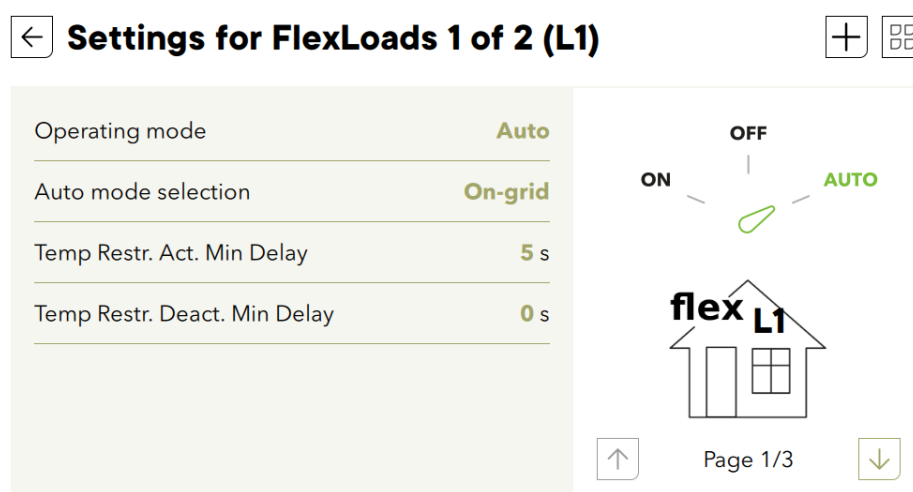 Settings for FlexLoads 1 of 2 (L1)
Operating mode Auto
Auto mode selection On-grid
Temp Restr. Act. Min Delay 5 s
Temp Restr. Deact. Min Delay 0 s
OFF
ON
AUTO
flex L1
Page 1/3